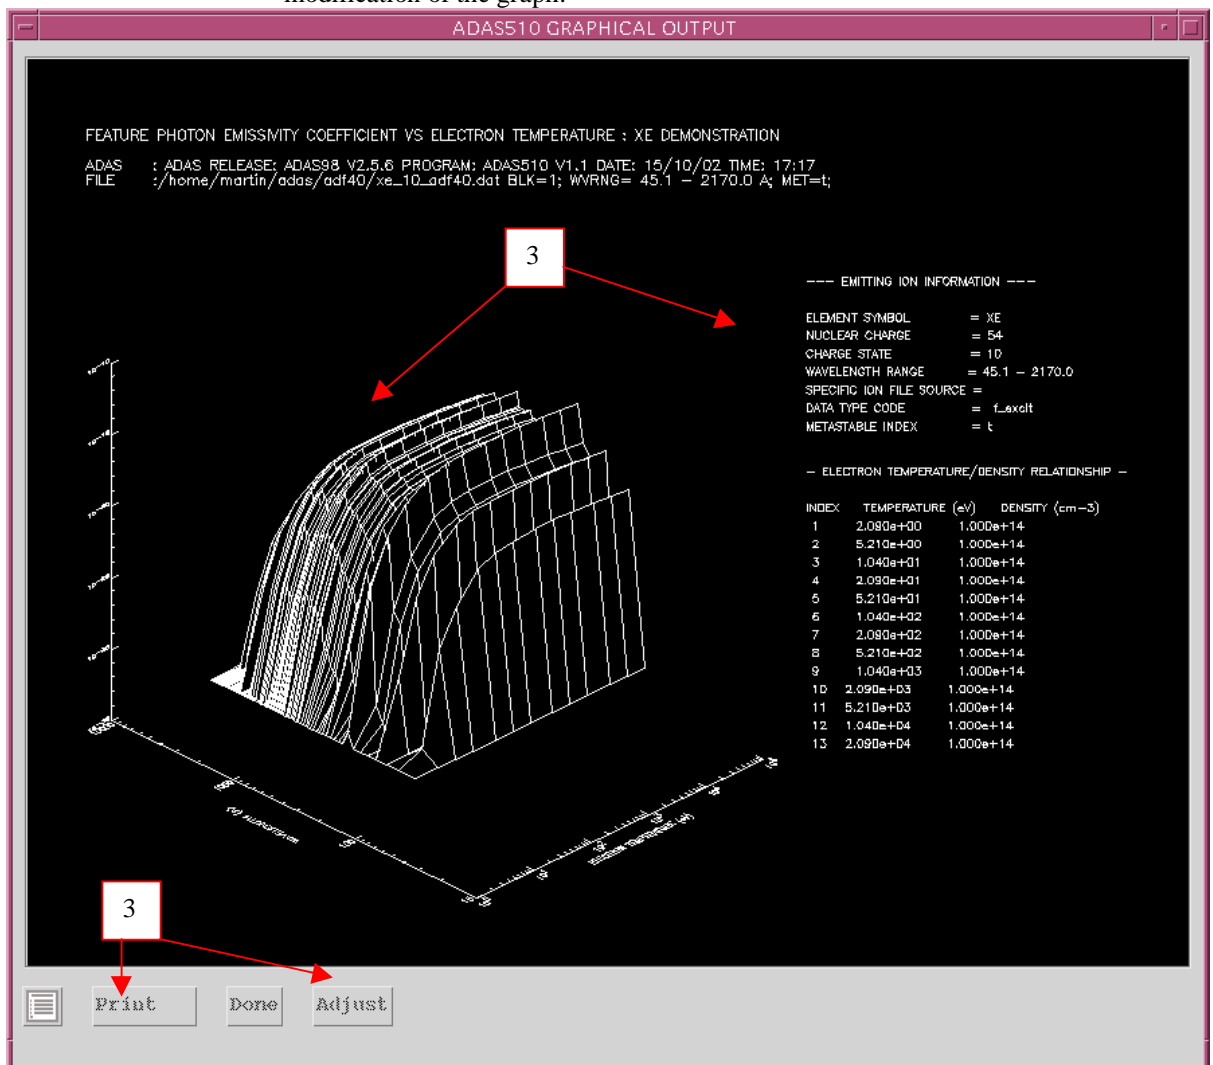 modification of the graph.
ADAS510 GRAPHICAL OUTPUT
FEATURE PHOTON EMISSIVITY COEFFICIENT VS ELECTRON TEMPERATURE : XE DEMONSTRATION
ADAS : ADAS RELEASE: ADAS98 V2.5.6 PROGRAM: ADAS510 V1.1 DATE: 15/10/02 TIME: 17:17
FILE :/home/martin/adas/adf40/xe_10_adf40.dat BLK=1; WVRNG= 45.1 - 2170.0 A; MET=t;
3
--- EMITTING ION INFORMATION ---
ELEMENT SYMBOL = XE
NUCLEAR CHARGE = 54
CHARGE STATE = 10
WAVELENGTH RANGE = 45.1 - 2170.0
SPECIFIC ION FILE SOURCE =
DATA TYPE CODE = f_excit
METASTABLE INDEX = t
- ELECTRON TEMPERATURE/DENSITY RELATIONSHIP -
INDEX TEMPERATURE (eV) DENSITY (cm-3)
1 2.090e+00 1.000e+14
2 5.210e+00 1.000e+14
3 1.040e+01 1.000e+14
4 2.090e+01 1.000e+14
5 5.210e+01 1.000e+14
6 1.040e+02 1.000e+14
7 2.090e+02 1.000e+14
8 5.210e+02 1.000e+14
9 1.040e+03 1.000e+14
10 2.090e+03 1.000e+14
11 5.210e+03 1.000e+14
12 1.040e+04 1.000e+14
13 2.090e+04 1.000e+14
3
Print Done Adjust